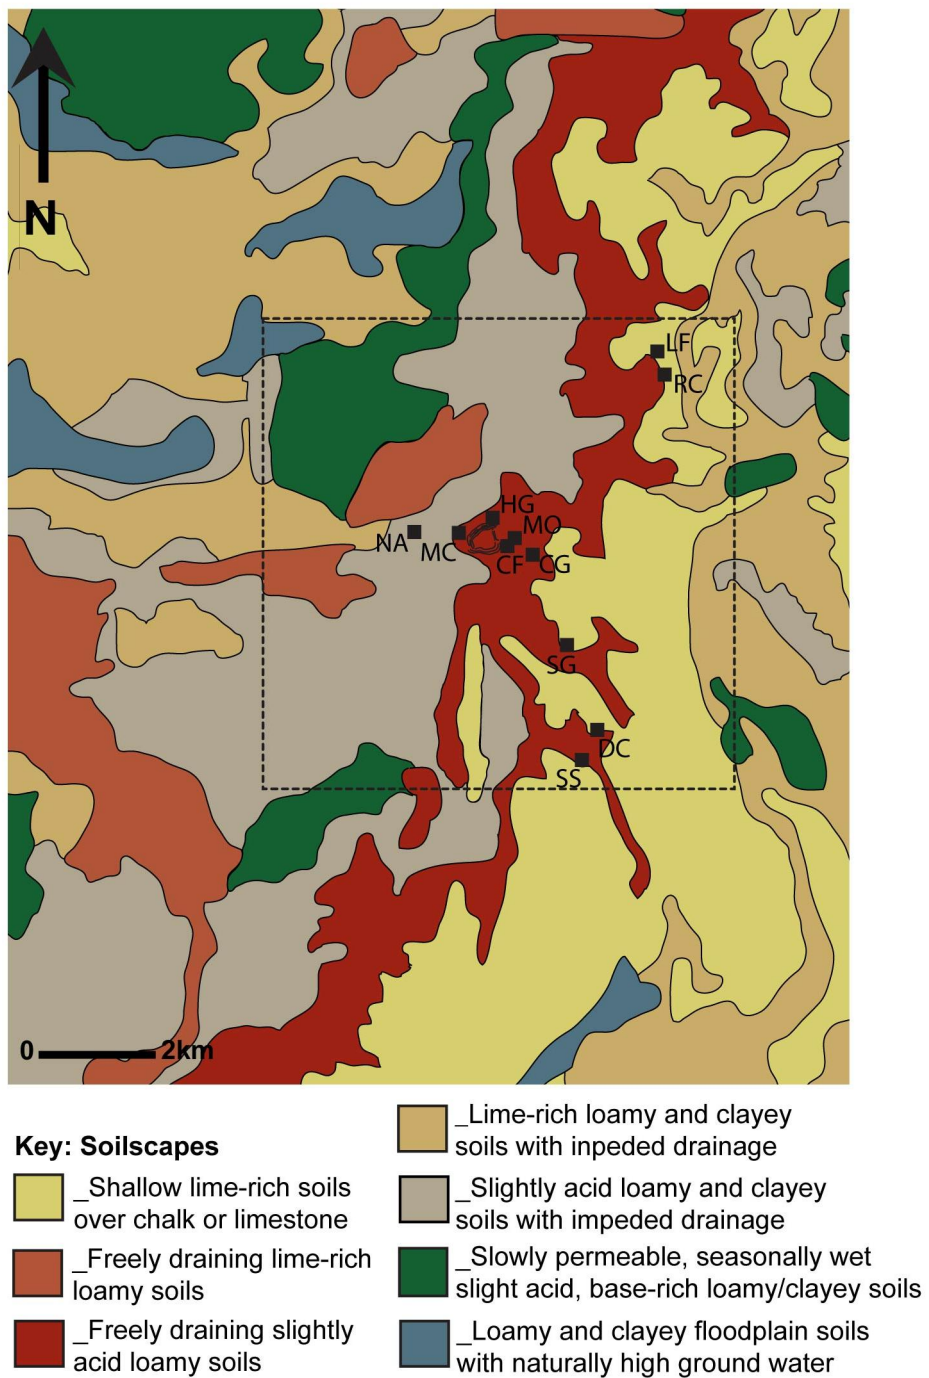 N
LF
RC
HG
MO
NA
MC
CF
CG
SG
DC
SS
0
2km
Key: Soilscapes
_Shallow lime-rich soils
over chalk or limestone
_Freely draining lime-rich
loamy soils
_Freely draining slightly
acid loamy soils
_Lime-rich loamy and clayey
soils with inpeded drainage
_Slightly acid loamy and clayey
soils with impeded drainage
_Slowly permeable, seasonally wet
slight acid, base-rich loamy/clayey soils
_Loamy and clayey floodplain soils
with naturally high ground water